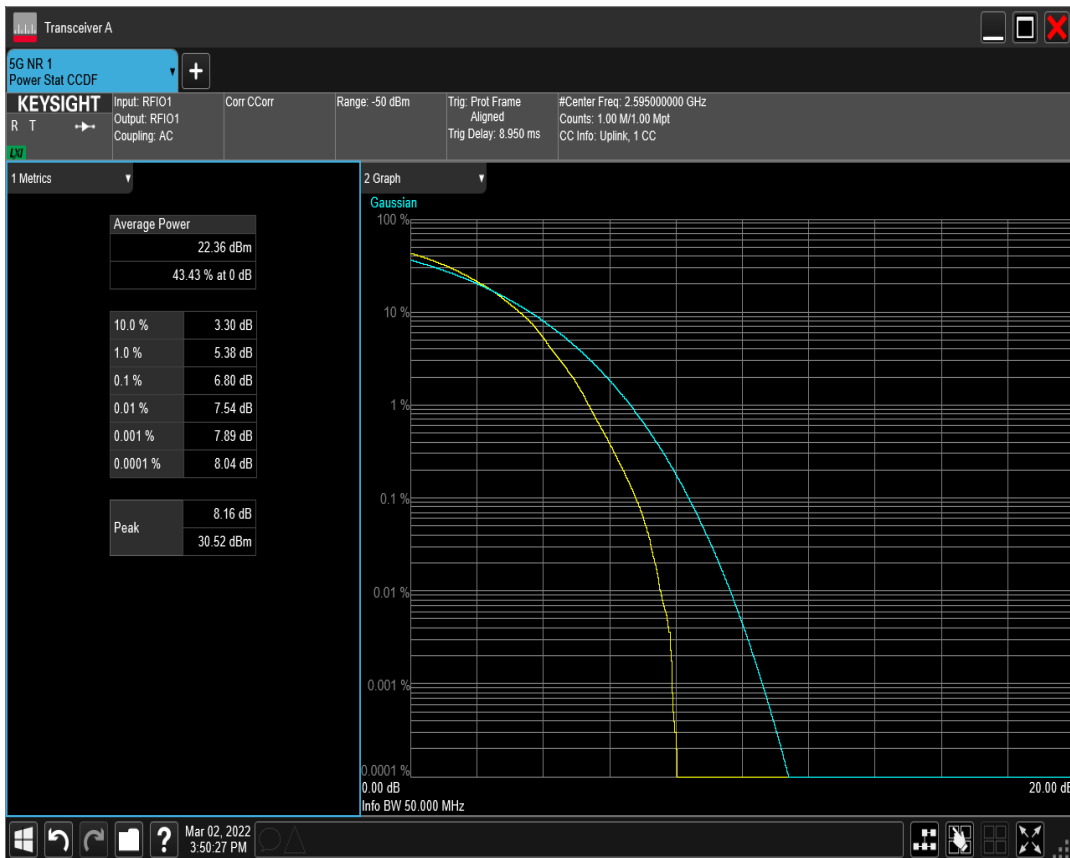 Transceiver A
5G NR 1
Power Stat CCDF
+
KEYSIGHT
R T
LXI
Input: RFIO1
Output: RFIO1
Coupling: AC
Corr CCorr
Range: -50 dBm
Trig: Prot Frame
Aligned
Trig Delay: 8.950 ms
#Center Freq: 2.595000000 GHz
Counts: 1.00 M/1.00 Mpt
CC Info: Uplink, 1 CC
1 Metrics
Average Power
22.36 dBm
43.43 % at 0 dB
10.0 % 3.30 dB
1.0 % 5.38 dB
0.1 % 6.80 dB
0.01 % 7.54 dB
0.001 % 7.89 dB
0.0001 % 8.04 dB
Peak
8.16 dB
30.52 dBm
2 Graph
Gaussian
100 %
10 %
1 %
0.1 %
0.01 %
0.001 %
0.0001 %
0.00 dB 20.00 dB
Info BW 50.000 MHz
?
Mar 02, 2022
3:50:27 PM